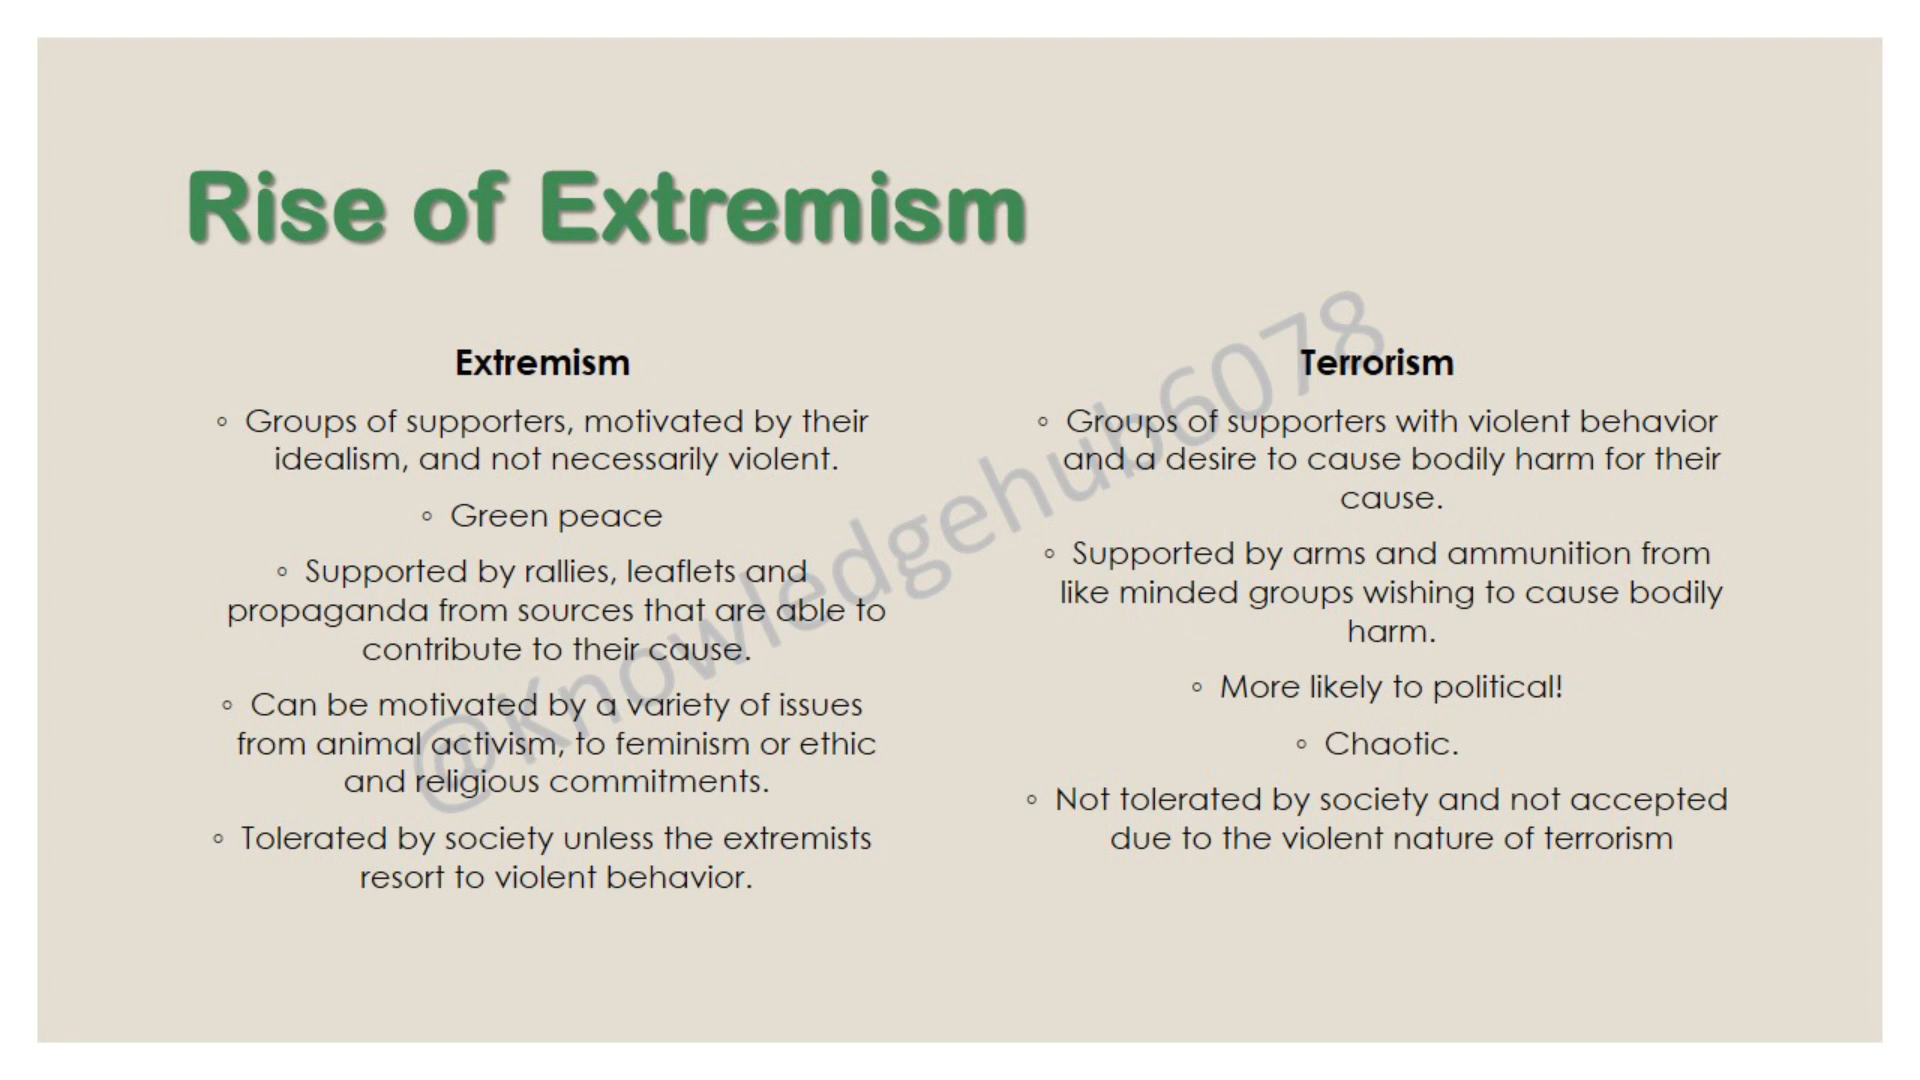 Rise of Extremism
Extremism
◦ Groups of supporters, motivated by their
idealism, and not necessarily violent.
◦ Green peace
◦ Supported by rallies, leaflets and
propaganda from sources that are able to
contribute to their cause.
◦ Can be motivated by a variety of issues
from animal activism, to feminism or ethic
and religious commitments.
◦ Tolerated by society unless the extremists
resort to violent behavior.
Terrorism
◦ Groups of supporters with violent behavior
and a desire to cause bodily harm for their
cause.
◦ Supported by arms and ammunition from
like minded groups wishing to cause bodily
harm.
◦ More likely to political!
◦ Chaotic.
◦ Not tolerated by society and not accepted
due to the violent nature of terrorism
@Knowledgehub6078